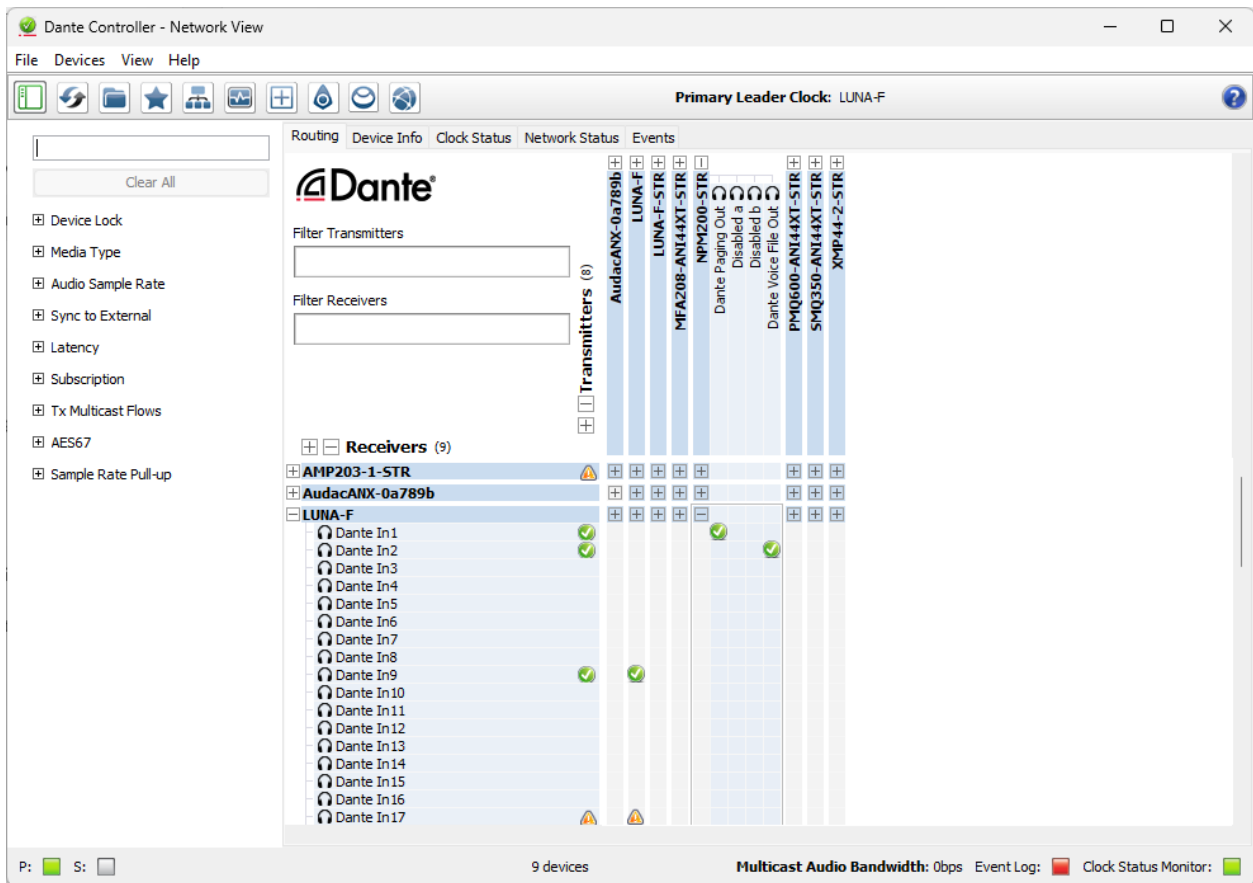 Dante Controller - Network View
File Devices View Help
Primary Leader Clock: LUNA-F
Clear All
Device Lock
Media Type
Audio Sample Rate
Sync to External
Latency
Subscription
Tx Multicast Flows
AES67
Sample Rate Pull-up
Routing Device Info Clock Status Network Status Events
Dante®
Filter Transmitters
Filter Receivers
Transmitters (8)
AudacANX-0a789b
LUNA-F
LUNA-F-STR
MFA208-ANI44XT-STR
NPM200-STR
Dante Paging Out
Disabled a
Disabled b
Dante Voice File Out
PMQ600-ANI44XT-STR
SMQ350-ANI44XT-STR
XMP44-2-STR
Receivers (9)
AMP203-1-STR
AudacANX-0a789b
LUNA-F
Dante In1
Dante In2
Dante In3
Dante In4
Dante In5
Dante In6
Dante In7
Dante In8
Dante In9
Dante In10
Dante In11
Dante In12
Dante In13
Dante In14
Dante In15
Dante In16
Dante In17
P: S: 9 devices Multicast Audio Bandwidth: 0bps Event Log: Clock Status Monitor: